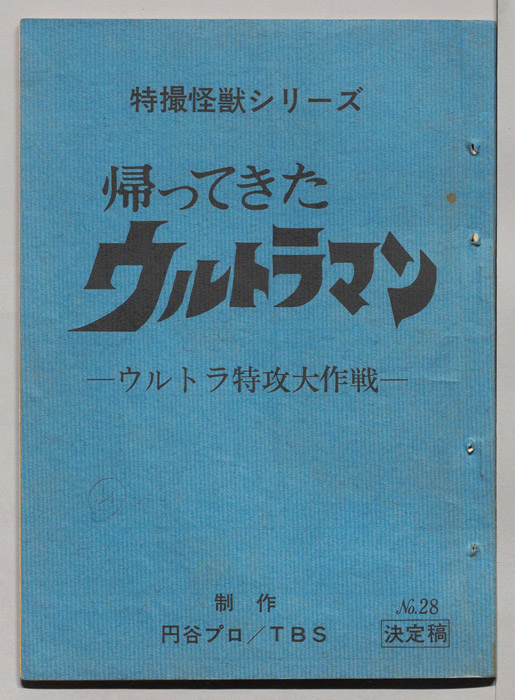 特撮怪獣シリーズ
帰ってきた
ウルトラマン
―ウルトラ特攻大作戦―
制作
円谷プロ/TBS
No.28
決定稿